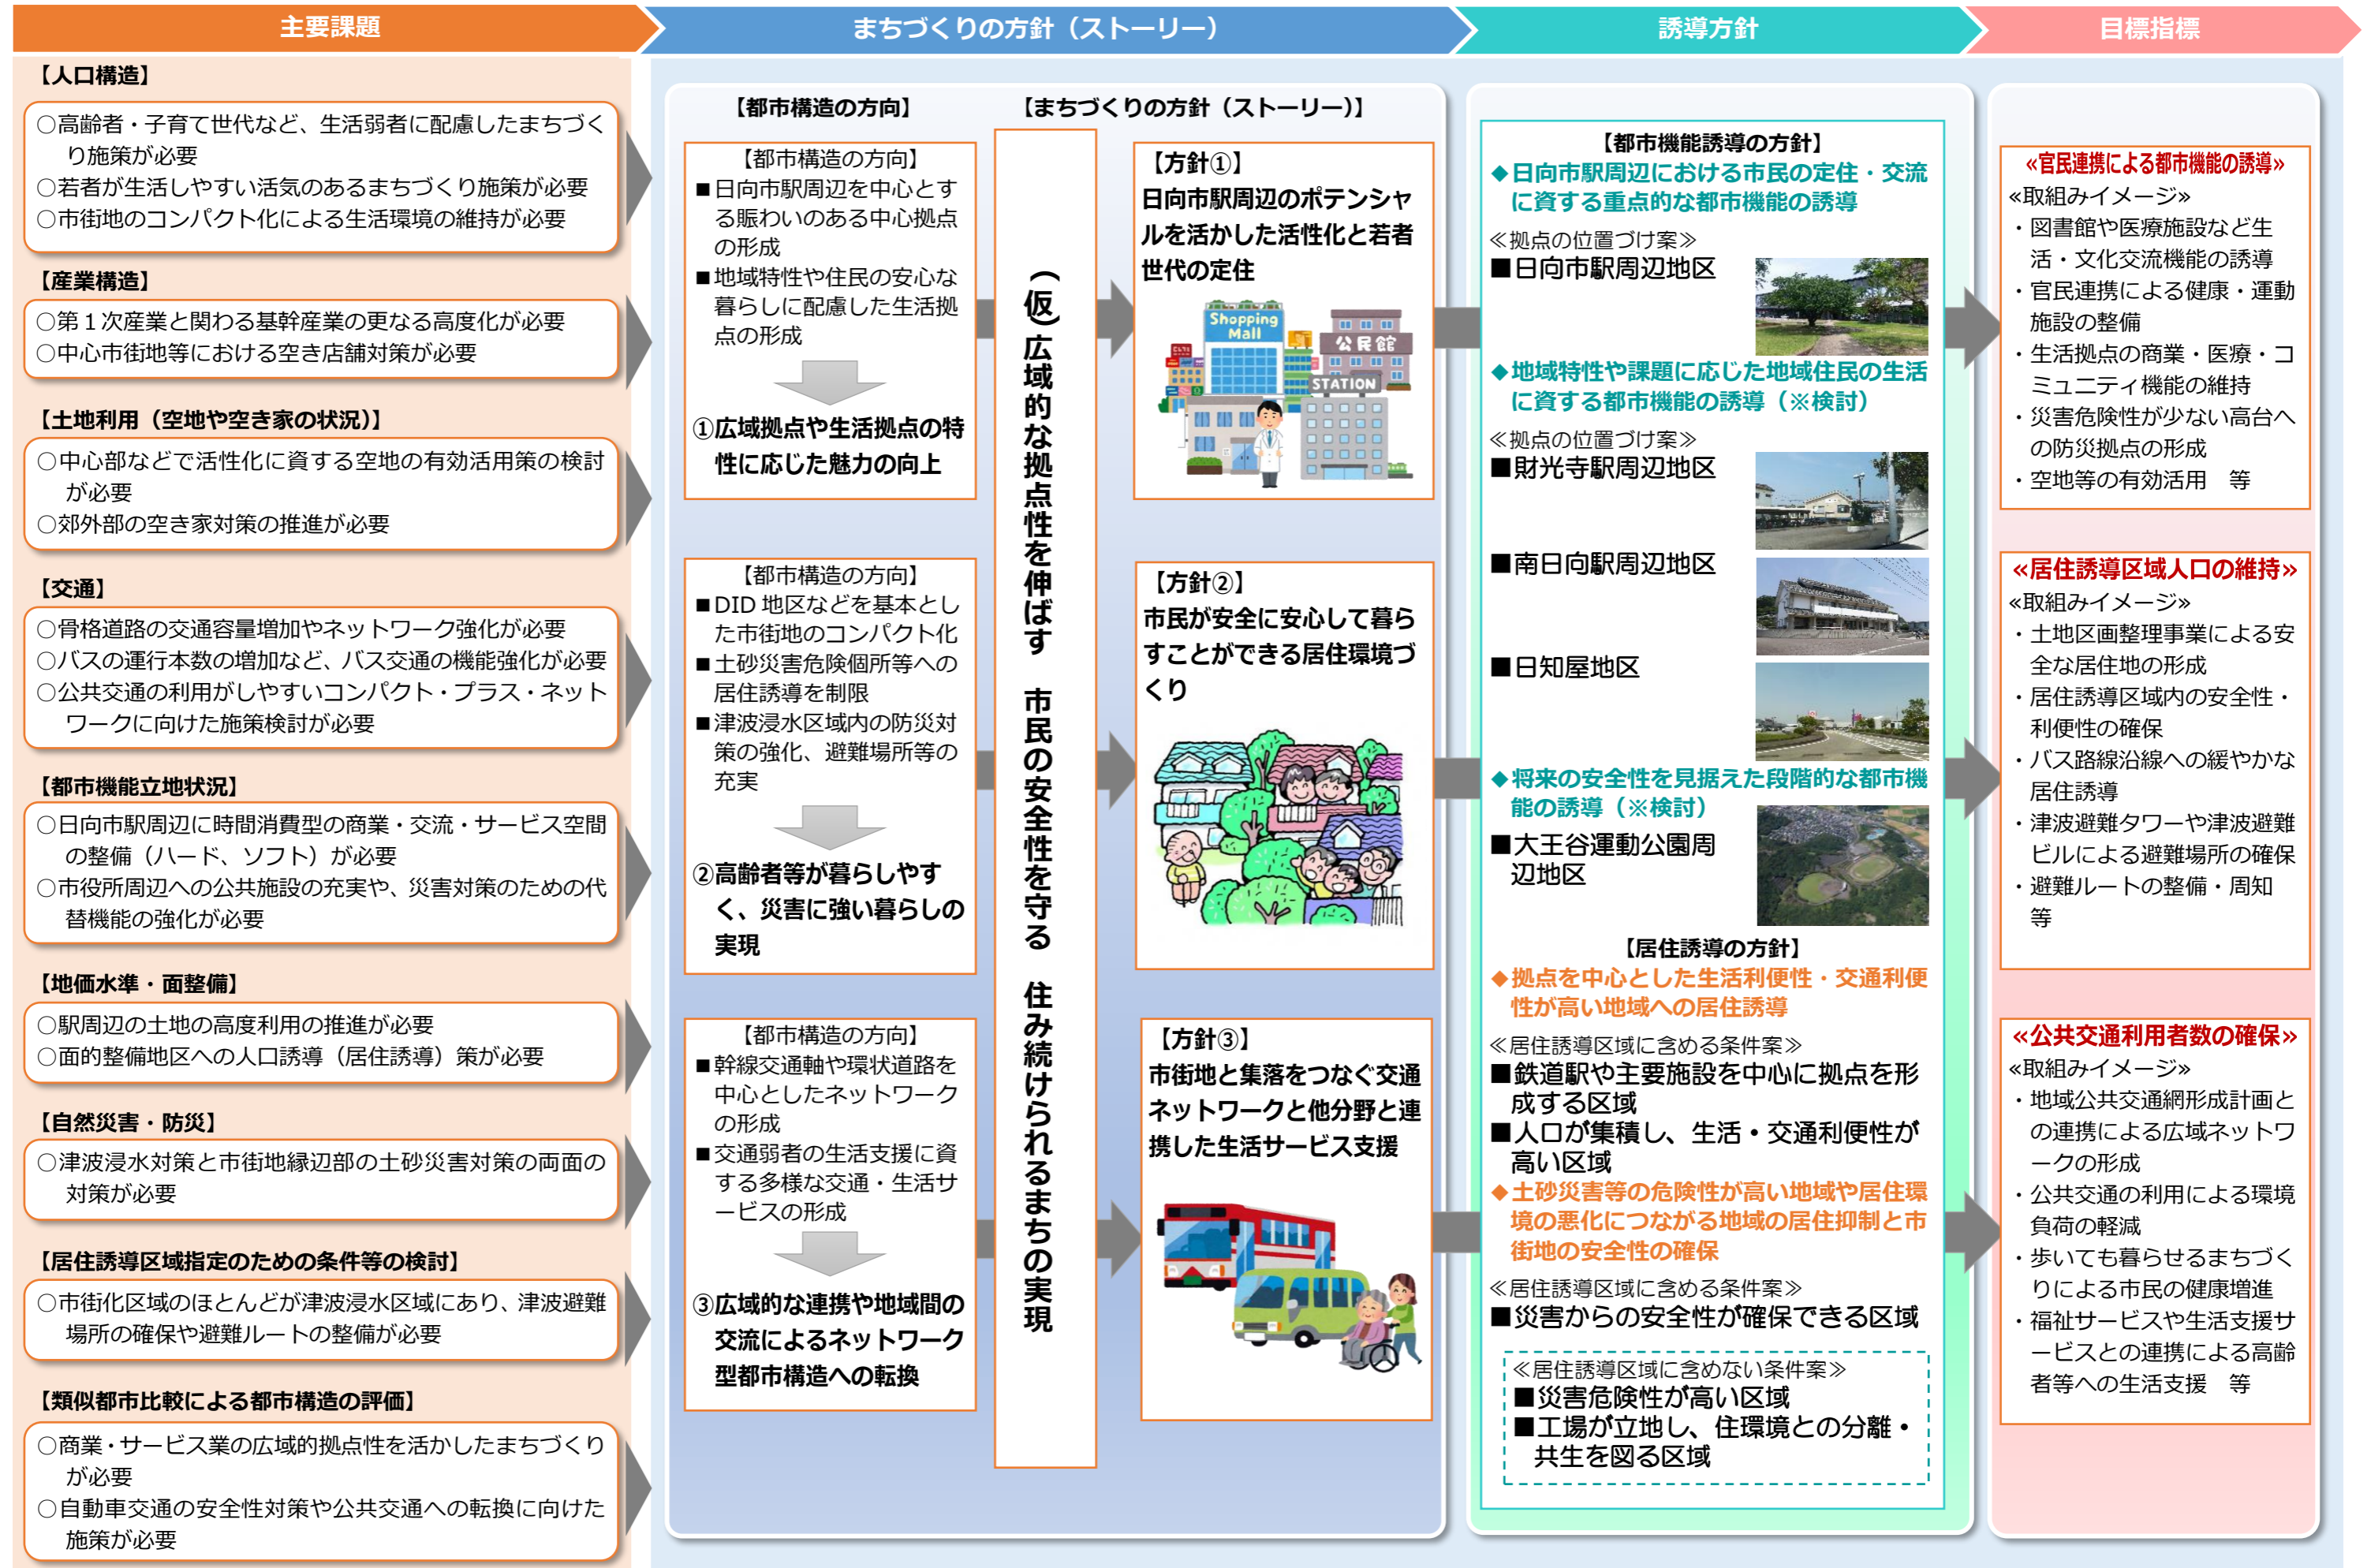 主要課題
まちづくりの方針（ストーリー）
誘導方針
目標指標
【人口構造】
○高齢者・子育て世代など、生活弱者に配慮したまちづく
り施策が必要
○若者が生活しやすい活気のあるまちづくり施策が必要
○市街地のコンパクト化による生活環境の維持が必要
【産業構造】
○第１次産業と関わる基幹産業の更なる高度化が必要
○中心市街地等における空き店舗対策が必要
【土地利用（空地や空き家の状況）】
○中心部などで活性化に資する空地の有効活用策の検討
が必要
○郊外部の空き家対策の推進が必要
【交通】
○骨格道路の交通容量増加やネットワーク強化が必要
○バスの運行本数の増加など、バス交通の機能強化が必要
○公共交通の利用がしやすいコンパクト・プラス・ネット
ワークに向けた施策検討が必要
【都市機能立地状況】
○日向市駅周辺に時間消費型の商業・交流・サービス空間
の整備（ハード、ソフト）が必要
○市役所周辺への公共施設の充実や、災害対策のための代
替機能の強化が必要
【地価水準・面整備】
○駅周辺の土地の高度利用の推進が必要
○面的整備地区への人口誘導（居住誘導）策が必要
【自然災害・防災】
○津波浸水対策と市街地縁辺部の土砂災害対策の両面の
対策が必要
【居住誘導区域指定のための条件等の検討】
○市街化区域のほとんどが津波浸水区域にあり、津波避難
場所の確保や避難ルートの整備が必要
【類似都市比較による都市構造の評価】
○商業・サービス業の広域的拠点性を活かしたまちづくり
が必要
○自動車交通の安全性対策や公共交通への転換に向けた
施策が必要
【都市構造の方向】
【都市構造の方向】
■日向市駅周辺を中心とす
る賑わいのある中心拠点
の形成
■地域特性や住民の安心な
暮らしに配慮した生活拠
点の形成
①広域拠点や生活拠点の特
性に応じた魅力の向上
【都市構造の方向】
■DID 地区などを基本とし
た市街地のコンパクト化
■土砂災害危険個所等への
居住誘導を制限
■津波浸水区域内の防災対
策の強化、避難場所等の
充実
②高齢者等が暮らしやす
く、災害に強い暮らしの
実現
【都市構造の方向】
■幹線交通軸や環状道路を
中心としたネットワーク
の形成
■交通弱者の生活支援に資
する多様な交通・生活サ
ービスの形成
③広域的な連携や地域間の
交流によるネットワーク
型都市構造への転換
【まちづくりの方針（ストーリー）】
（仮）広域的な拠点性を伸ばす　市民の安全性を守る　住み続けられるまちの実現
【方針①】
日向市駅周辺のポテンシャ
ルを活かした活性化と若者
世代の定住
Shopping
Mall
公民館
STATION
【方針②】
市民が安全に安心して暮ら
すことができる居住環境づ
くり
【方針③】
市街地と集落をつなぐ交通
ネットワークと他分野と連
携した生活サービス支援
【都市機能誘導の方針】
◆日向市駅周辺における市民の定住・交流
に資する重点的な都市機能の誘導
≪拠点の位置づけ案≫
■日向市駅周辺地区
◆地域特性や課題に応じた地域住民の生活
に資する都市機能の誘導（※検討）
≪拠点の位置づけ案≫
■財光寺駅周辺地区
■南日向駅周辺地区
■日知屋地区
◆将来の安全性を見据えた段階的な都市機
能の誘導（※検討）
■大王谷運動公園周
辺地区
【居住誘導の方針】
◆拠点を中心とした生活利便性・交通利便
性が高い地域への居住誘導
≪居住誘導区域に含める条件案≫
■鉄道駅や主要施設を中心に拠点を形
成する区域
■人口が集積し、生活・交通利便性が
高い区域
◆土砂災害等の危険性が高い地域や居住環
境の悪化につながる地域の居住抑制と市
街地の安全性の確保
≪居住誘導区域に含める条件案≫
■災害からの安全性が確保できる区域
≪居住誘導区域に含めない条件案≫
■災害危険性が高い区域
■工場が立地し、住環境との分離・
共生を図る区域
≪官民連携による都市機能の誘導≫
≪取組みイメージ≫
・図書館や医療施設など生
活・文化交流機能の誘導
・官民連携による健康・運動
施設の整備
・生活拠点の商業・医療・コ
ミュニティ機能の維持
・災害危険性が少ない高台へ
の防災拠点の形成
・空地等の有効活用　等
≪居住誘導区域人口の維持≫
≪取組みイメージ≫
・土地区画整理事業による安
全な居住地の形成
・居住誘導区域内の安全性・
利便性の確保
・バス路線沿線への緩やかな
居住誘導
・津波避難タワーや津波避難
ビルによる避難場所の確保
・避難ルートの整備・周知
等
≪公共交通利用者数の確保≫
≪取組みイメージ≫
・地域公共交通網形成計画と
の連携による広域ネットワ
ークの形成
・公共交通の利用による環境
負荷の軽減
・歩いても暮らせるまちづく
りによる市民の健康増進
・福祉サービスや生活支援サ
ービスとの連携による高齢
者等への生活支援　等